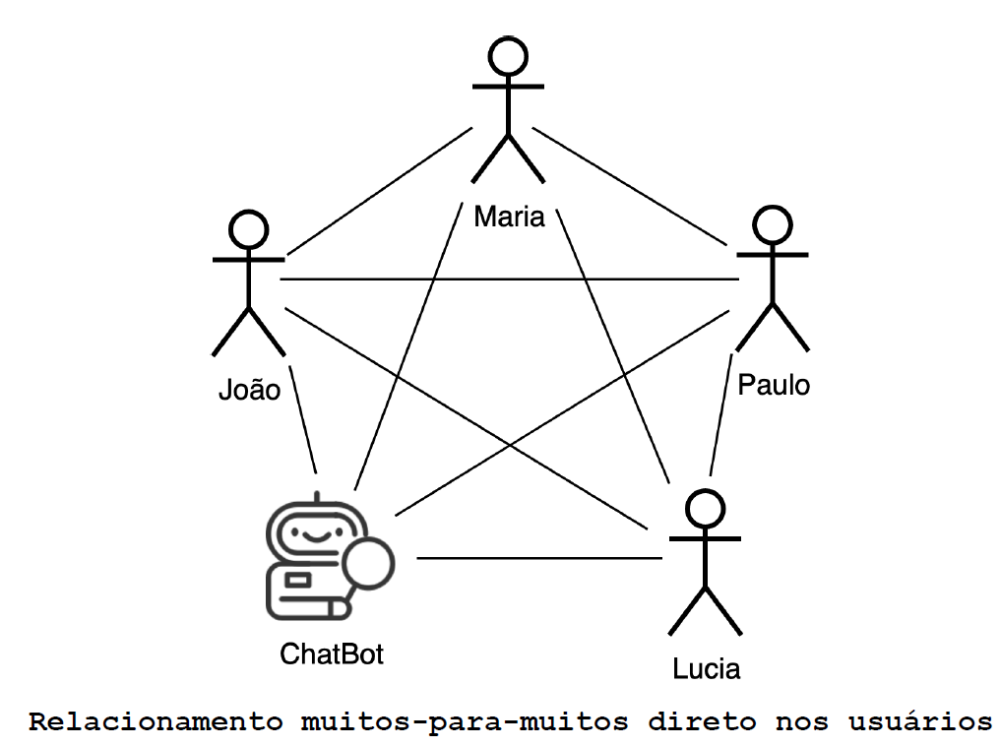 Maria
João
Paulo
ChatBot
Lucia
Relacionamento muitos-para-muitos direto nos usuários